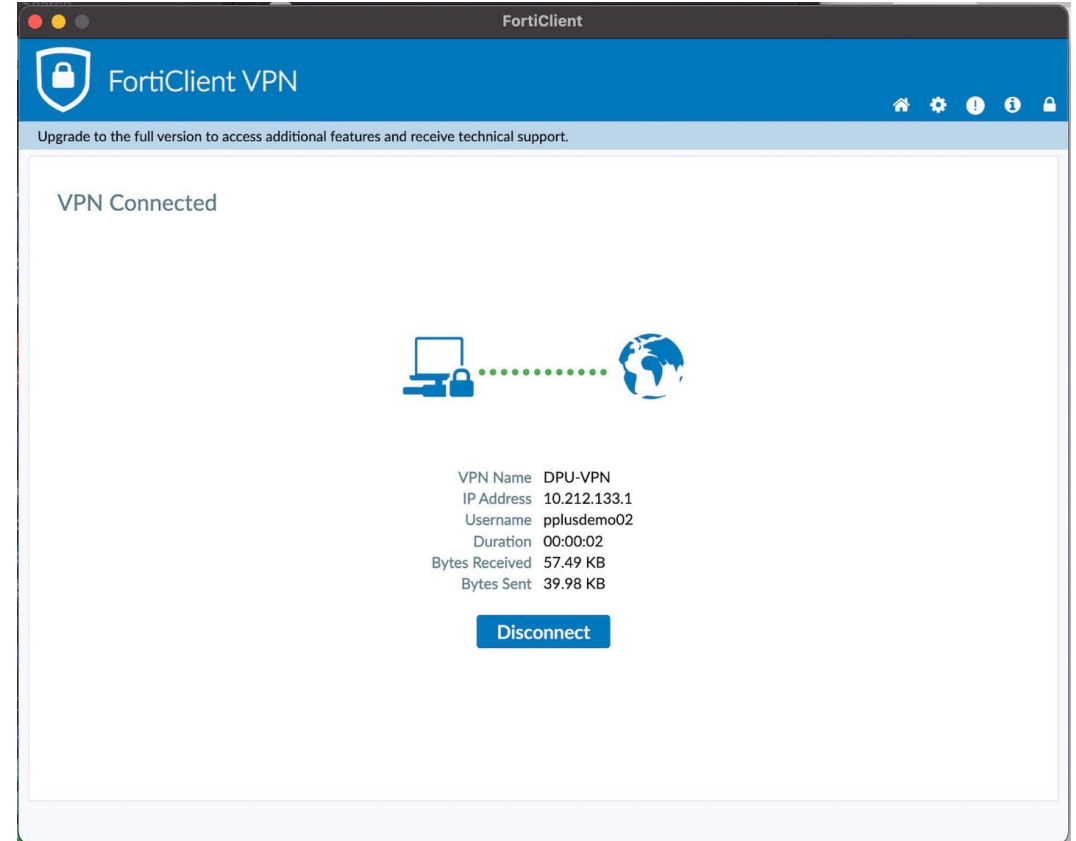 FortiClient
FortiClient VPN
Upgrade to the full version to access additional features and receive technical support.
VPN Connected
VPN Name DPU-VPN
IP Address 10.212.133.1
Username pplusdemo02
Duration 00:00:02
Bytes Received 57.49 KB
Bytes Sent 39.98 KB
Disconnect